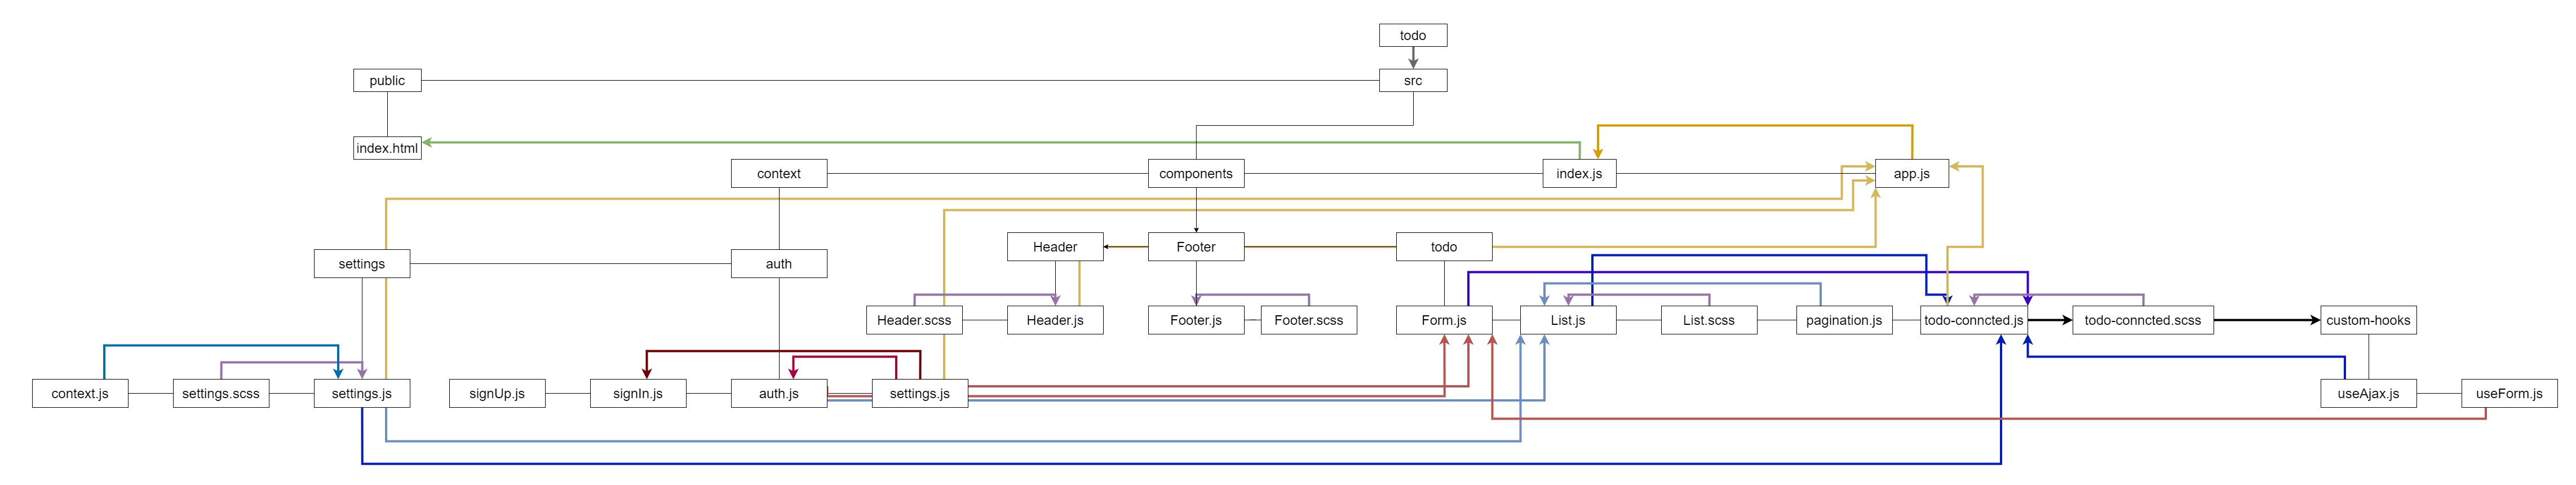 todo
public
src
index.html
context
components
index.js
app.js
Header
Footer
todo
settings
auth
Header.scss
Header.js
Footer.js
Footer.scss
Form.js
List.js
List.scss
pagination.js
todo-conncted.js
todo-conncted.scss
custom-hooks
context.js
settings.scss
settings.js
signUp.js
signIn.js
auth.js
settings.js
useAjax.js
useForm.js